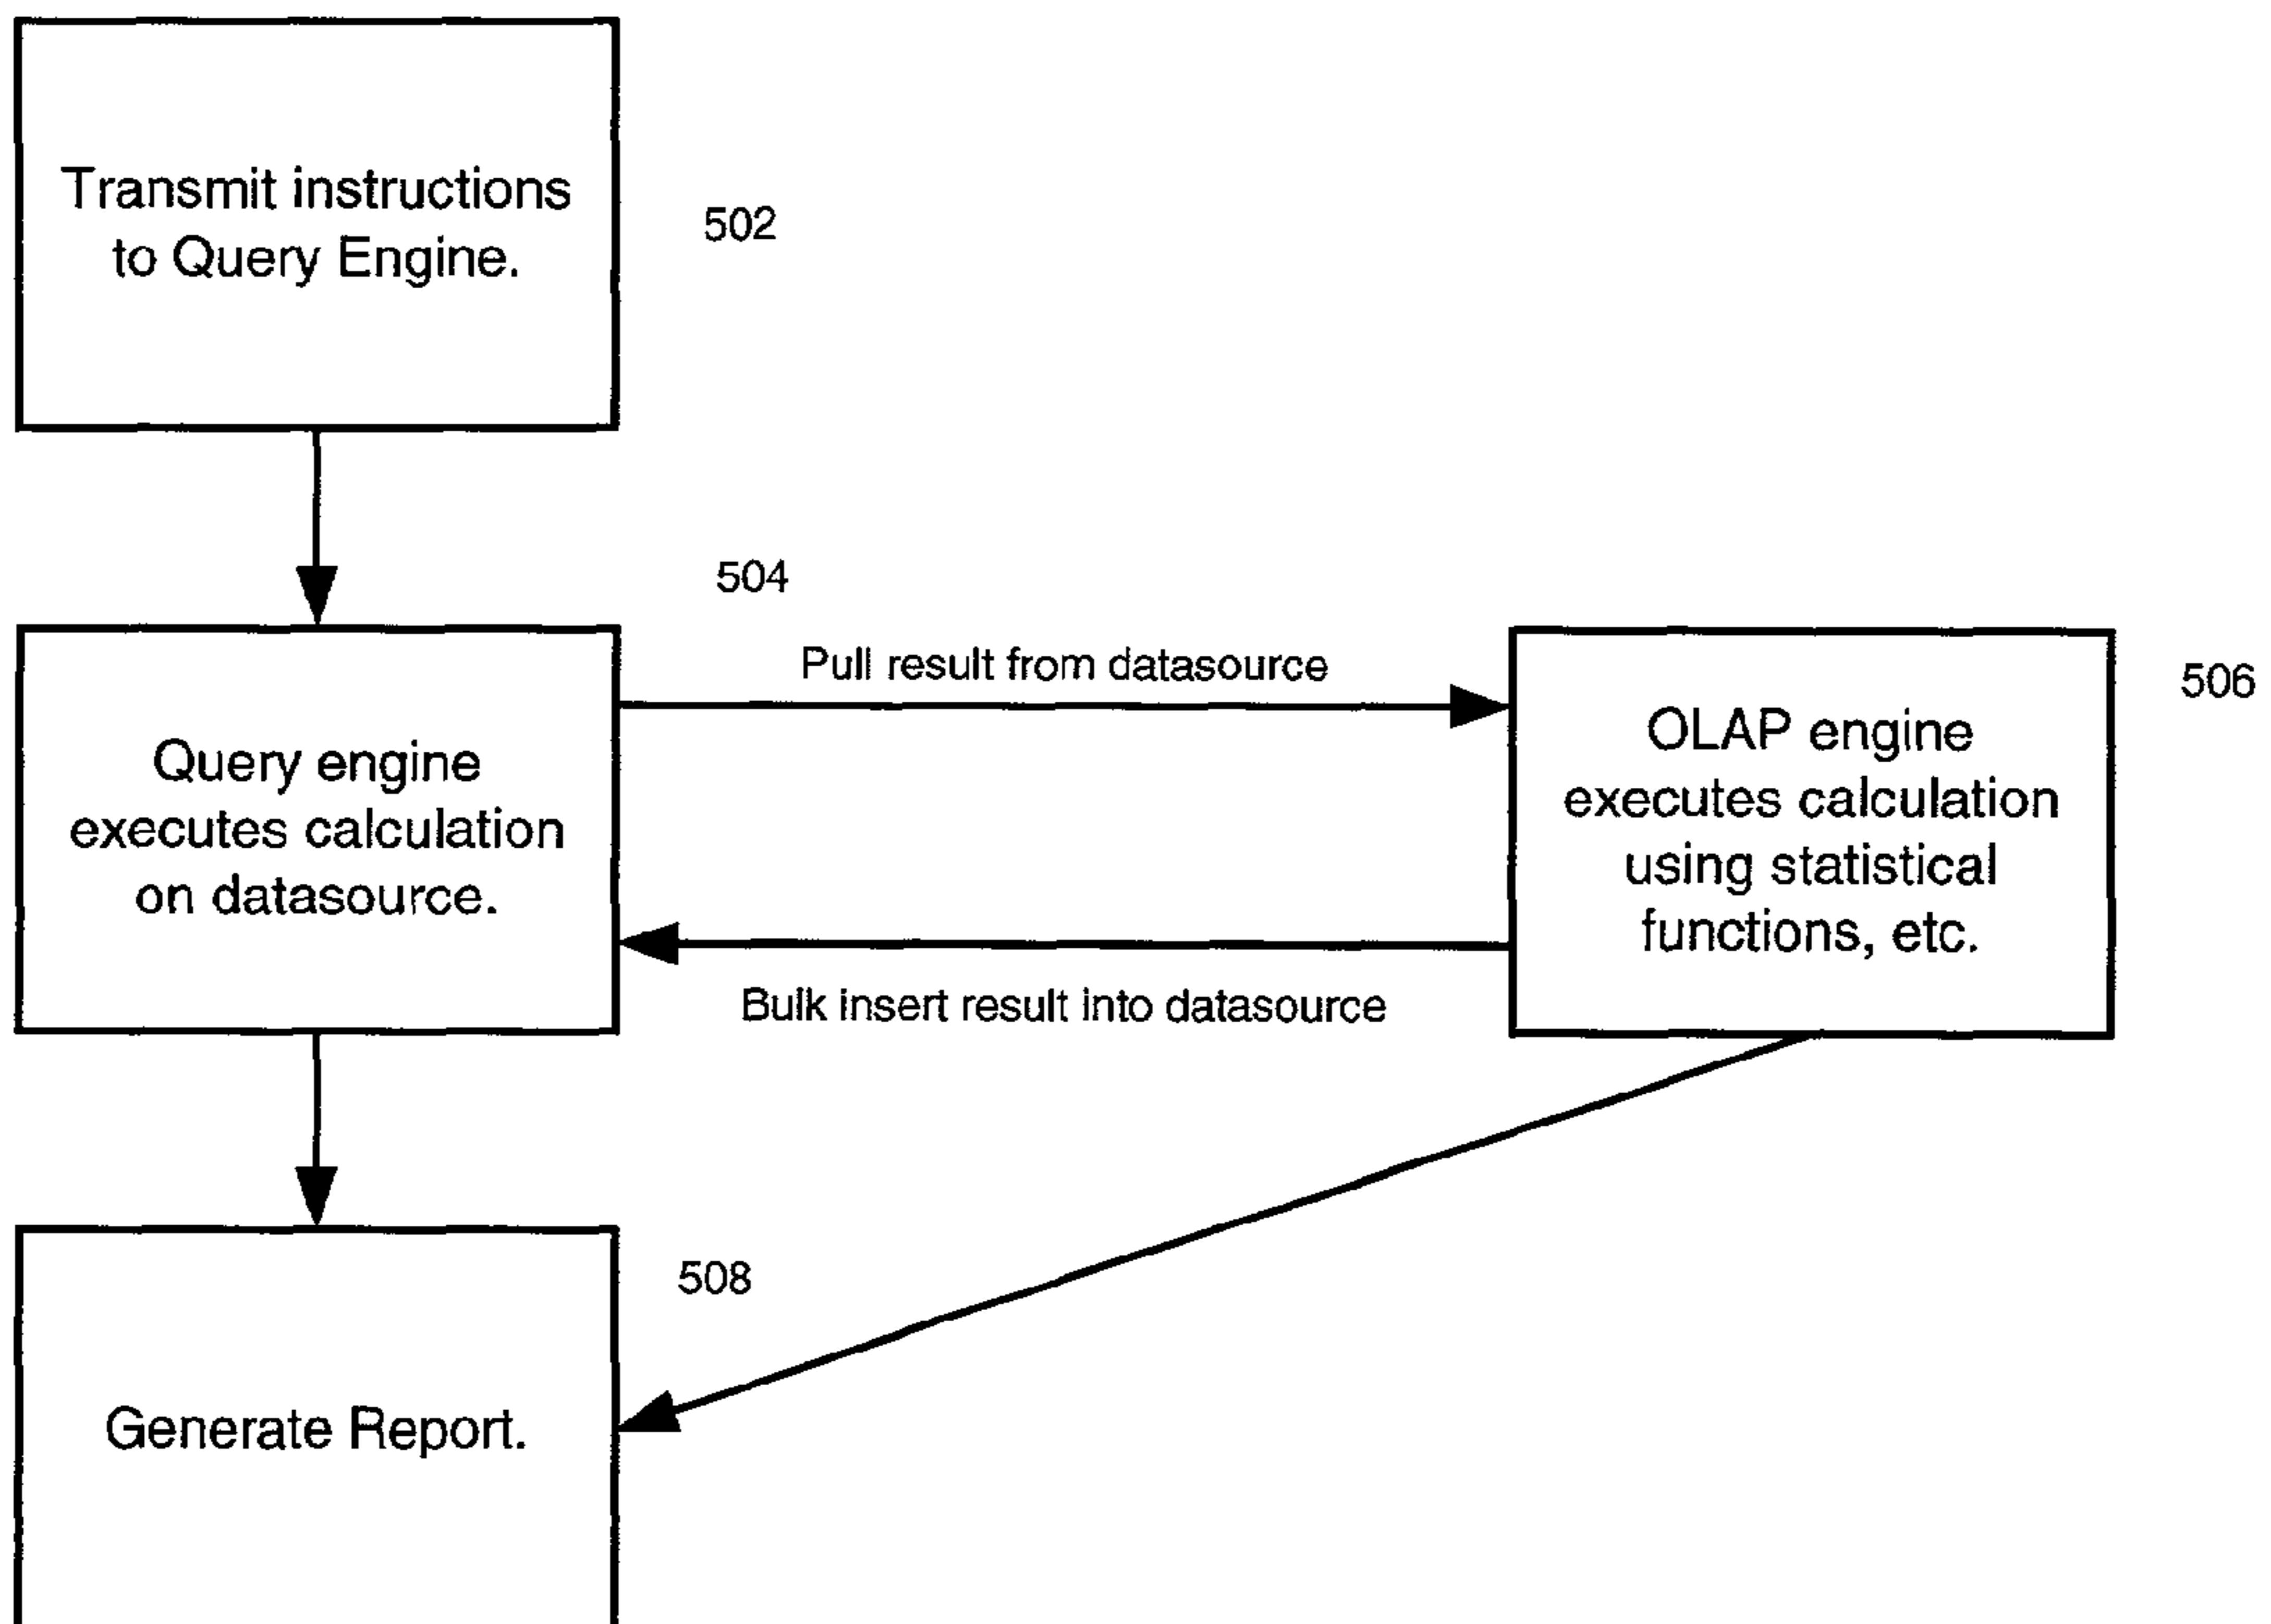 Transmit instructions
to Query Engine.
502
504
Pull result from datasource
506
Query engine
executes calculation
on datasource.
OLAP engine
executes calculation
using statistical
functions, etc.
Bulk insert result into datasource
508
Generate Report.